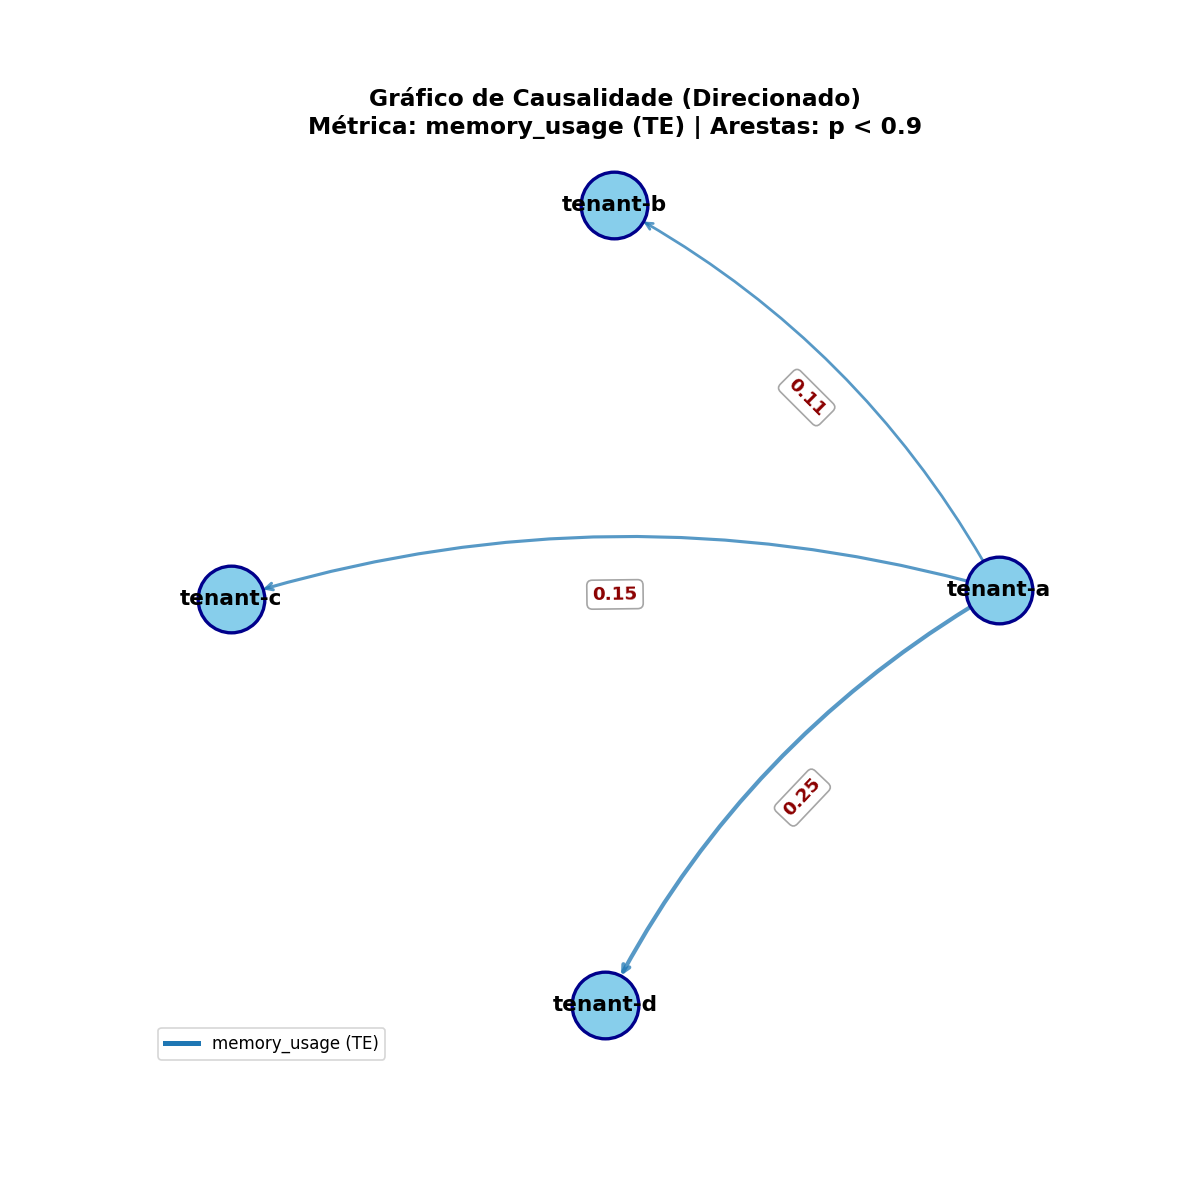 Gráfico de Causalidade (Direcionado)
Métrica: memory_usage (TE) | Arestas: p < 0.9
tenant-b
0.11
0.15
tenant-a
tenant-c
0.25
tenant-d
memory_usage (TE)